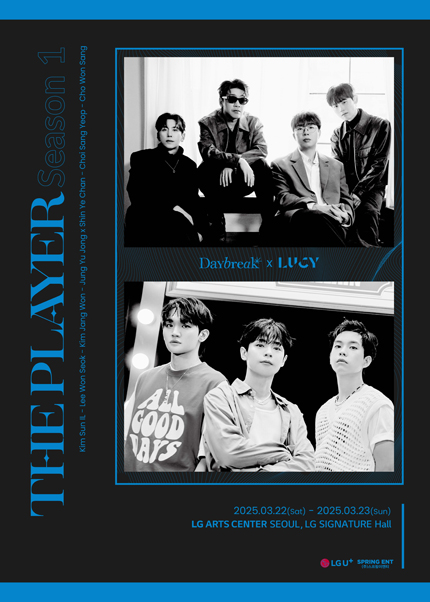 THE PLAYER Season 1
Kim Sun IL - Lee Won Seok - Kim Jang Won - Jung Yu Jong x Shin Ye Chan - Choi Sang Yeop - Cho Won Sang
Daybreak x LUCY
ALL
GOOD
DAYS
2025.03.22(Sat) - 2025.03.23(Sun)
LG ARTS CENTER SEOUL, LG SIGNATURE Hall
LG U+ SPRING ENT